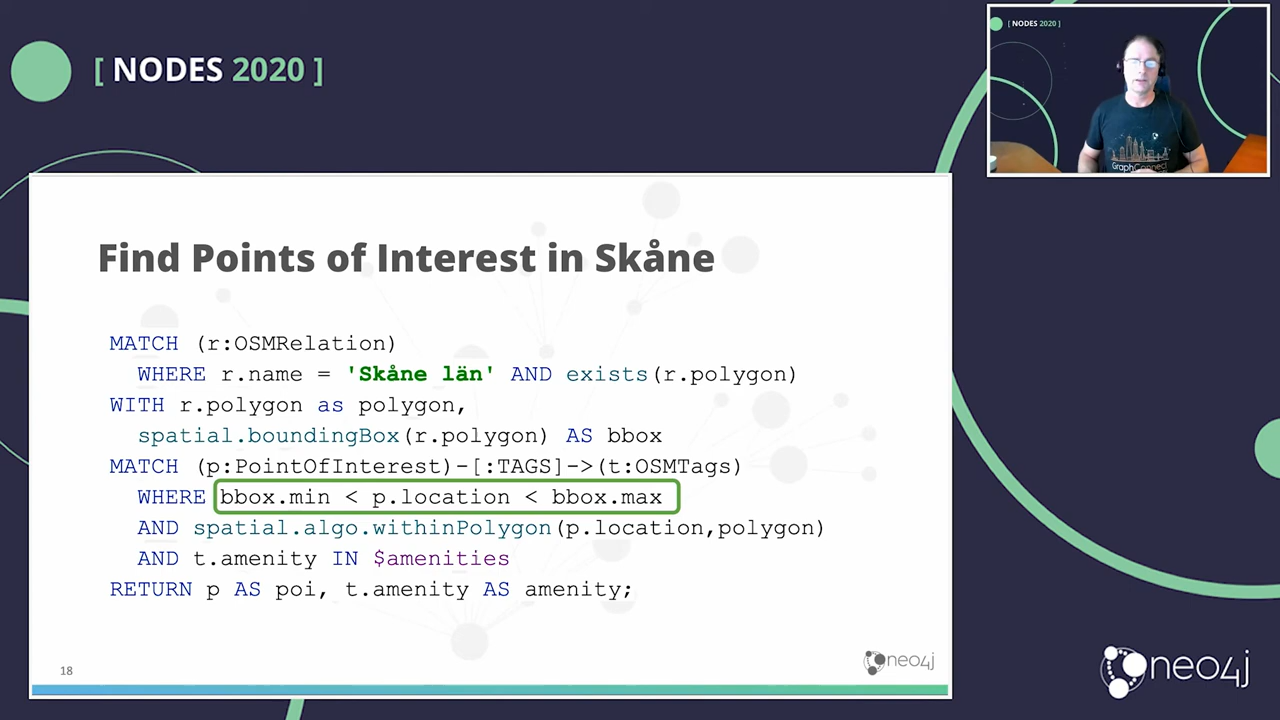 [ NODES 2020 ]
[ NODES 2020 ]
GraphConnect
Find Points of Interest in Skåne
MATCH (r:OSMRelation)
WHERE r.name = 'Skåne län' AND exists(r.polygon)
WITH r.polygon as polygon,
spatial.boundingBox(r.polygon) AS bbox
MATCH (p:PointOfInterest)-[:TAGS]->(t:OSMTags)
WHERE bbox.min < p.location < bbox.max
AND spatial.algo.withinPolygon(p.location,polygon)
AND t.amenity IN $amenities
RETURN p AS poi, t.amenity AS amenity;
18
neo4j
neo4j